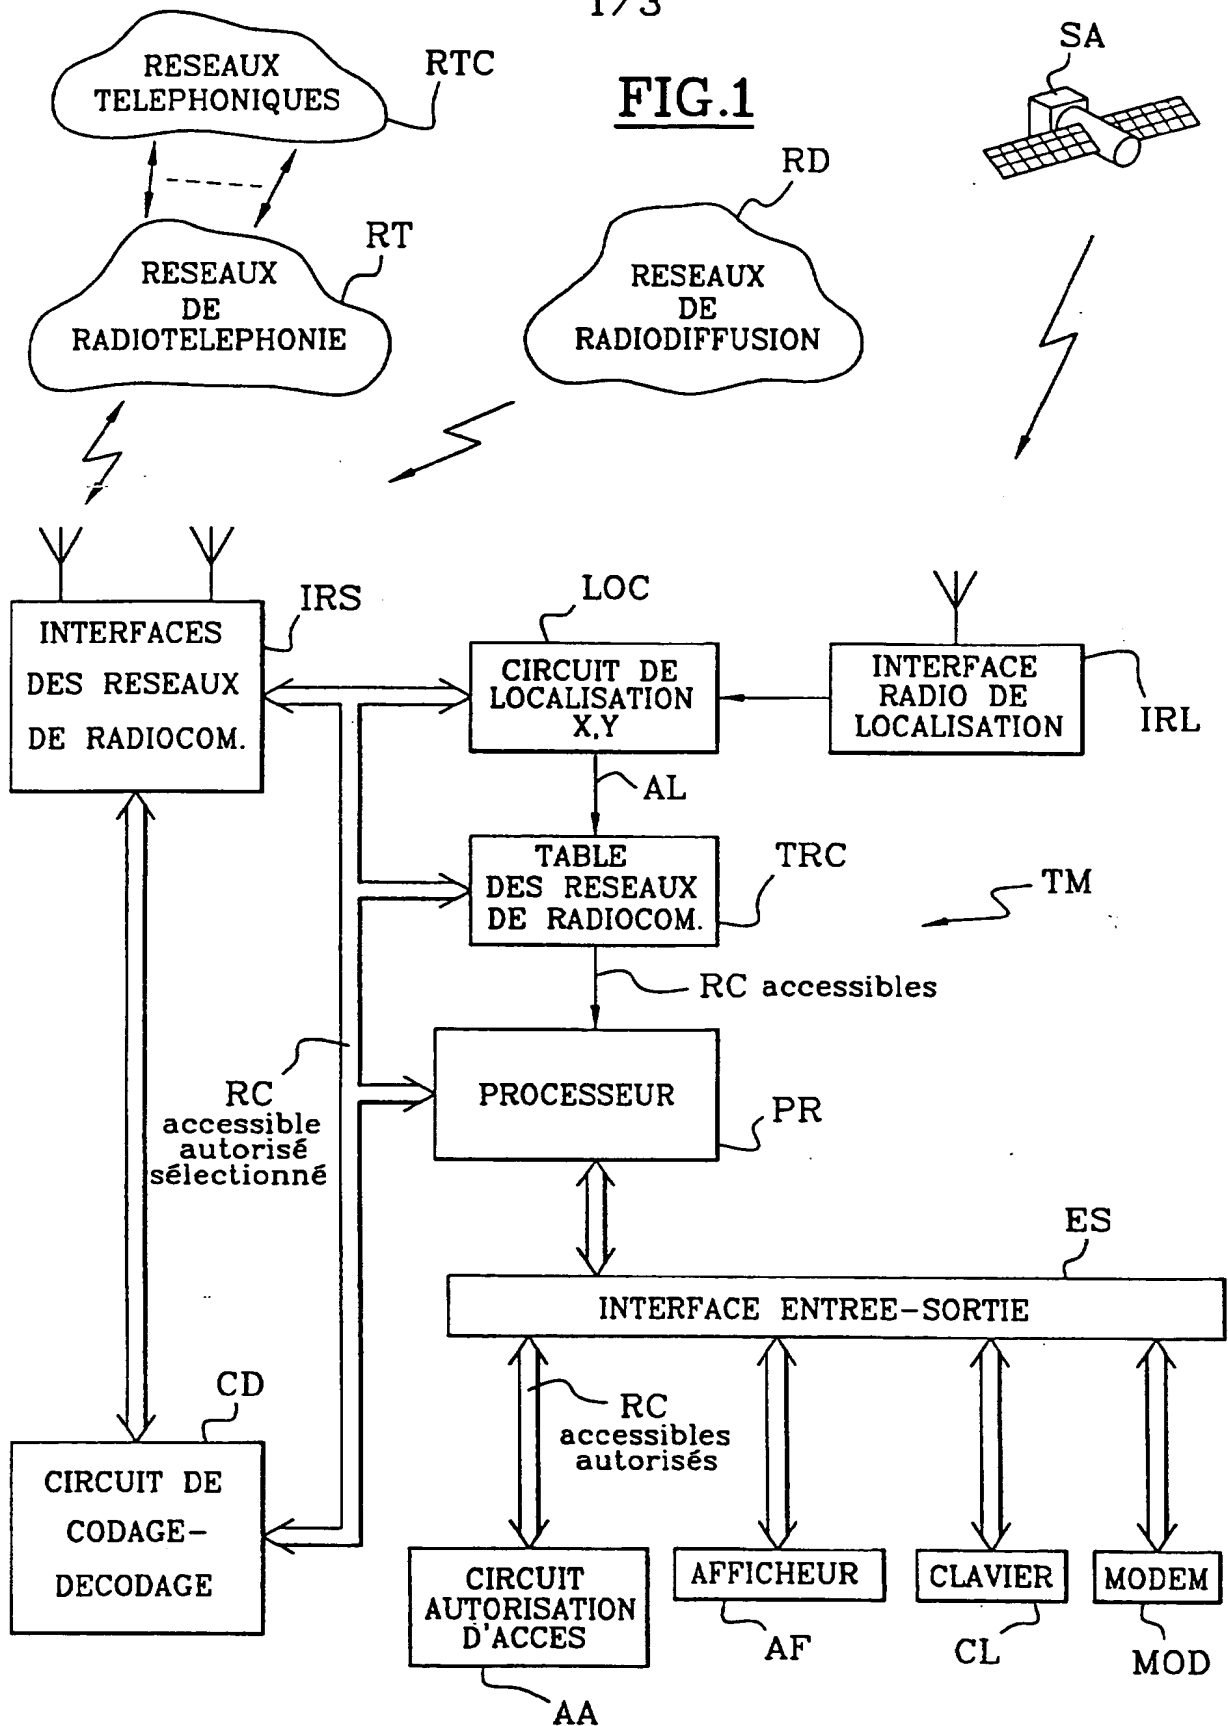 1/3
FIG.1
RESEAUX
TELEPHONIQUES
RTC
SA
RD
RT
RESEAUX
DE
RADIOTELEPHONIE
RESEAUX
DE
RADIODIFFUSION
IRS
INTERFACES
DES RESEAUX
DE RADIOCOM.
LOC
CIRCUIT DE
LOCALISATION
X,Y
INTERFACE
RADIO DE
LOCALISATION
IRL
AL
TABLE
DES RESEAUX
DE RADIOCOM.
TRC
TM
RC accessibles
PROCESSEUR
PR
RC
accessible
autorisé
sélectionné
ES
INTERFACE ENTREE-SORTIE
CD
CIRCUIT DE
CODAGE-
DECODAGE
RC
accessibles
autorisés
CIRCUIT
AUTORISATION
D'ACCES
AA
AFFICHEUR
AF
CLAVIER
CL
MODEM
MOD